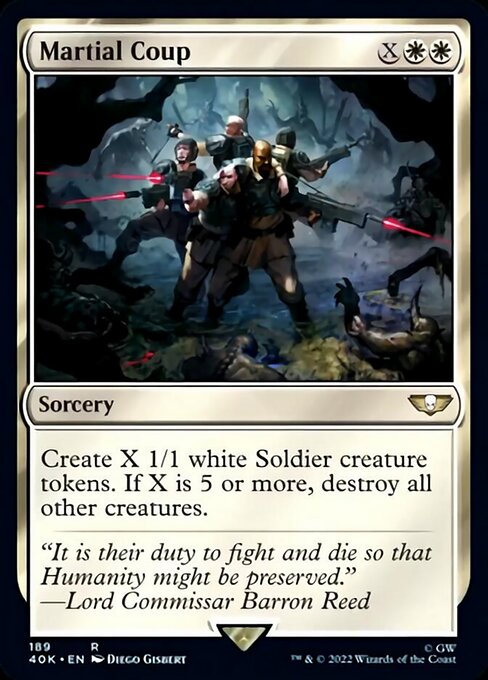 Martial Coup X
Sorcery
Create X 1/1 white Soldier creature
tokens. If X is 5 or more, destroy all
other creatures.
“It is their duty to fight and die so that
Humanity might be preserved.”
—Lord Commissar Barron Reed
189 R © GW
40K • EN Diego Gisbert ™ & © 2022 Wizards of the Coast